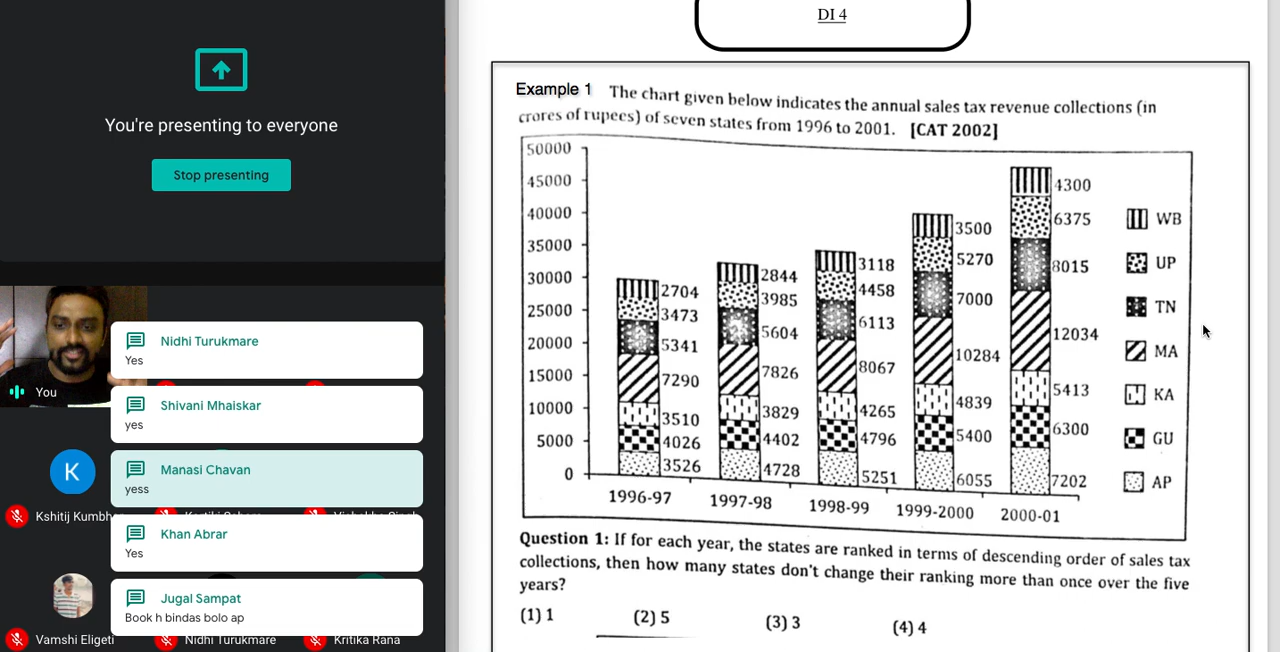 You're presenting to everyone
Stop presenting
You
Nidhi Turukmare
Yes
Shivani Mhaiskar
yes
K
Manasi Chavan
yess
Kshitij Kumbh
Khan Abrar
Yes
Jugal Sampat
Book h bindas bolo ap
Vamshi Eligeti
Nidhi Turukmare
Kritika Rana
DI 4
Example 1 The chart given below indicates the annual sales tax revenue collections (in
crores of rupees) of seven states from 1996 to 2001. [CAT 2002]
50000
45000
40000
35000
30000
25000
20000
15000
10000
5000
0
2704
3473
5341
7290
3510
4026
3526
1996-97
2844
3985
5604
7826
3829
4402
4728
1997-98
3118
4458
6113
8067
4265
4796
5251
1998-99
3500
5270
7000
10284
4839
5400
6055
1999-2000
4300
6375
8015
12034
5413
6300
7202
2000-01
WB
UP
TN
MA
KA
GU
AP
Question 1: If for each year, the states are ranked in terms of descending order of sales tax
collections, then how many states don't change their ranking more than once over the five
years?
(1) 1 (2) 5 (3) 3 (4) 4